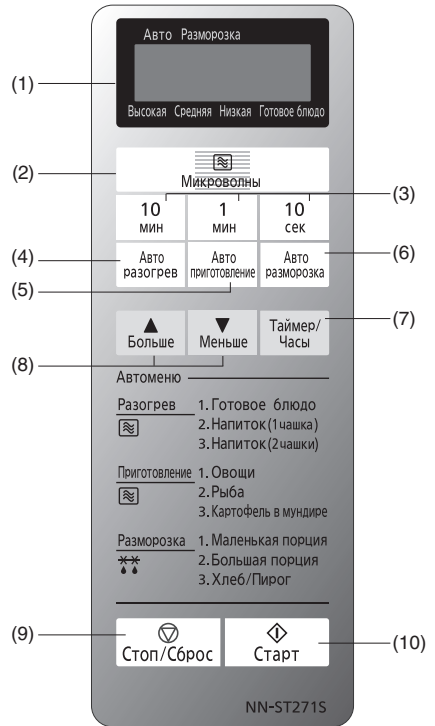 Авто Разморозка
(1)
Высокая Средняя Низкая Готовое блюдо
(2)
Микроволны
(3)
10 мин
1 мин
10 сек
(4)
Авто разогрев
(5)
Авто приготовление
Авто разморозка
(6)
(7)
▲ Больше
▼ Меньше
Таймер/Часы
(8)
Автоменю
Разогрев
1. Готовое блюдо
2. Напиток (1 чашка)
3. Напиток (2 чашки)
Приготовление
1. Овощи
2. Рыба
3. Картофель в мундире
Разморозка
1. Маленькая порция
2. Большая порция
3. Хлеб/Пирог
(9)
Стоп/Сброс
Старт
(10)
NN-ST271S